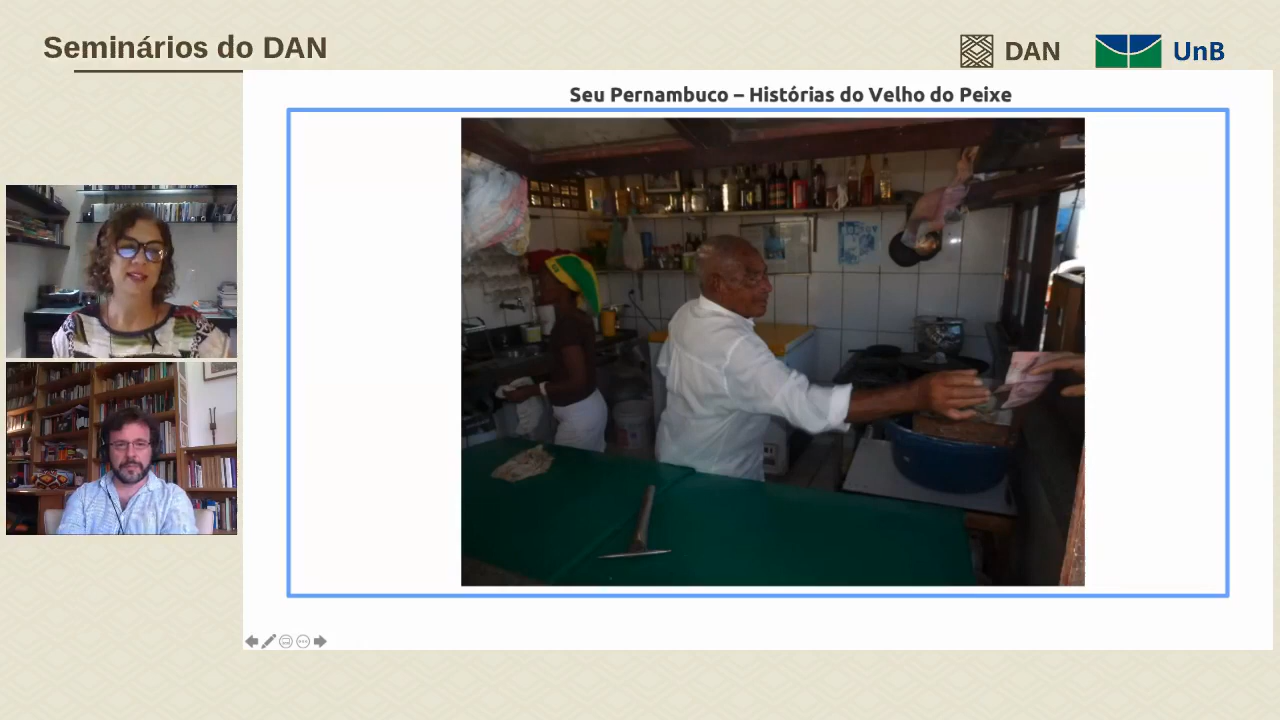 Seminários do DAN
DAN
UnB
Seu Pernambuco – Histórias do Velho do Peixe